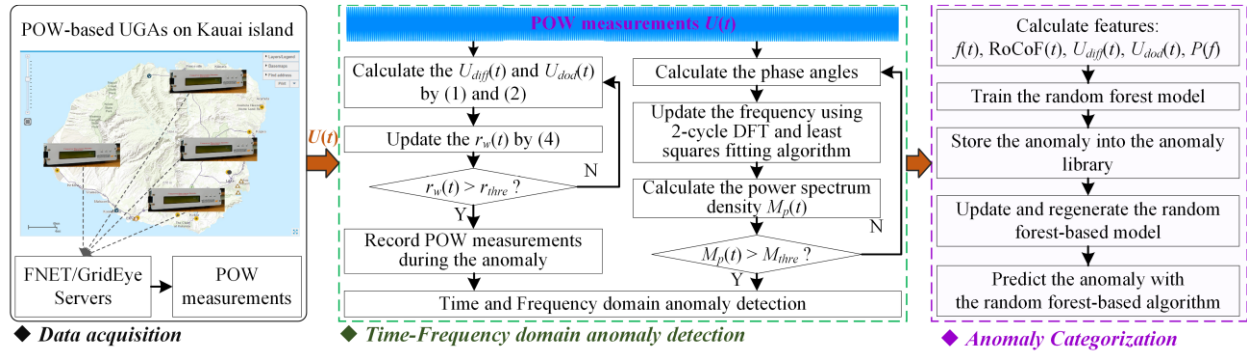 POW-based UGAs on Kauai island
FNET/GridEye
Servers
POW
measurements
◆ Data acquisition
U(t)
POW measurements U(t)
Calculate the U_diff(t) and U_dod(t)
by (1) and (2)
Update the r_w(t) by (4)
r_w(t) > r_thre ?
N
Y
Record POW measurements
during the anomaly
Calculate the phase angles
Update the frequency using
2-cycle DFT and least
squares fitting algorithm
Calculate the power spectrum
density M_p(t)
N
M_p(t) > M_thre ?
Y
Time and Frequency domain anomaly detection
◆ Time-Frequency domain anomaly detection
Calculate features:
f(t), RoCoF(t), U_diff(t), U_dod(t), P(f)
Train the random forest model
Store the anomaly into the anomaly
library
Update and regenerate the random
forest-based model
Predict the anomaly with
the random forest-based algorithm
◆ Anomaly Categorization